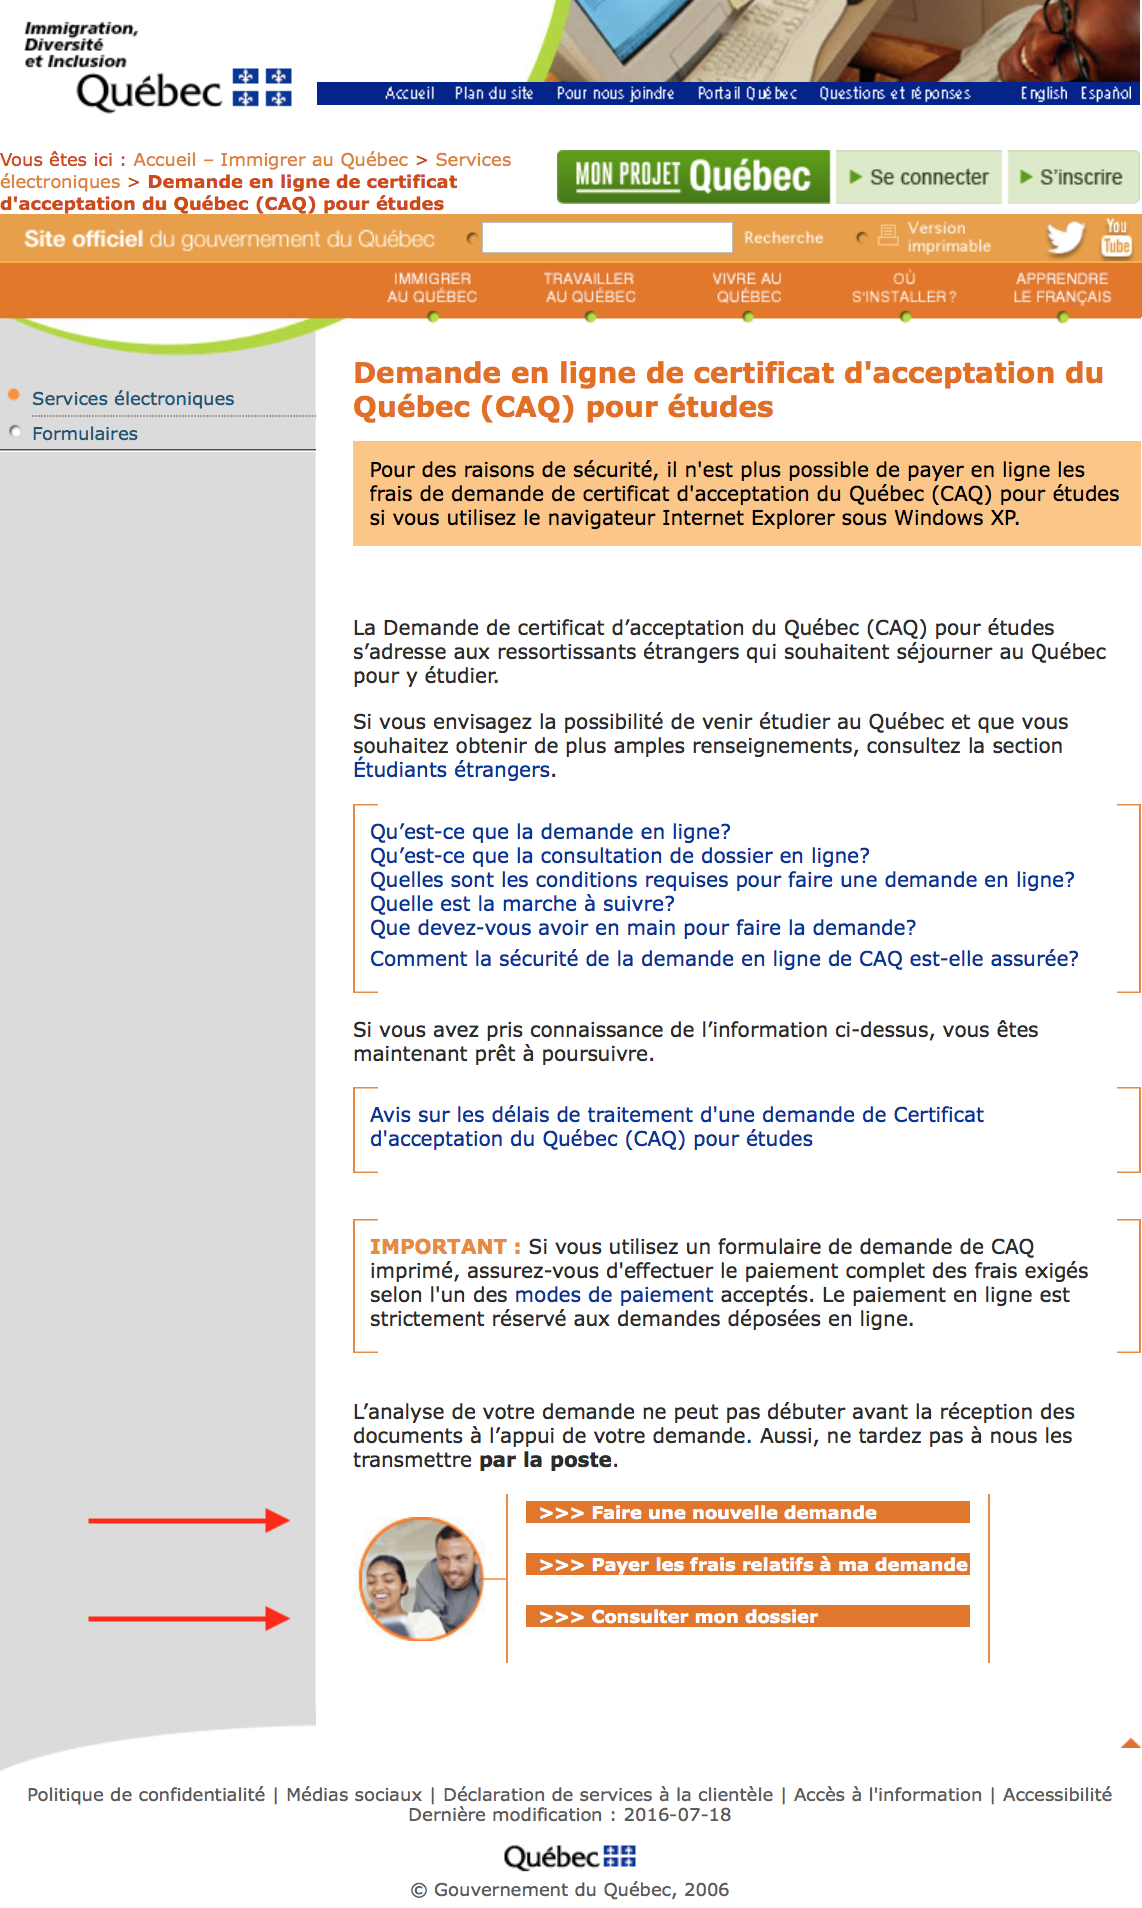 Immigration,
Diversité
et Inclusion
Québec
Accueil Plan du site Pour nous joindre Portail Québec Questions et réponses English Español
Vous êtes ici : Accueil – Immigrer au Québec > Services
électroniques > Demande en ligne de certificat
d'acceptation du Québec (CAQ) pour études
MON PROJET Québec Se connecter S'inscrire
Site officiel du gouvernement du Québec Recherche Version
imprimable
You
Tube
IMMIGRER
AU QUÉBEC
TRAVAILLER
AU QUÉBEC
VIVRE AU
QUÉBEC
OÙ
S'INSTALLER?
APPRENDRE
LE FRANÇAIS
Services électroniques
Formulaires
Demande en ligne de certificat d'acceptation du
Québec (CAQ) pour études
Pour des raisons de sécurité, il n'est plus possible de payer en ligne les
frais de demande de certificat d'acceptation du Québec (CAQ) pour études
si vous utilisez le navigateur Internet Explorer sous Windows XP.
La Demande de certificat d’acceptation du Québec (CAQ) pour études
s’adresse aux ressortissants étrangers qui souhaitent séjourner au Québec
pour y étudier.
Si vous envisagez la possibilité de venir étudier au Québec et que vous
souhaitez obtenir de plus amples renseignements, consultez la section
Étudiants étrangers.
Qu’est-ce que la demande en ligne?
Qu’est-ce que la consultation de dossier en ligne?
Quelles sont les conditions requises pour faire une demande en ligne?
Quelle est la marche à suivre?
Que devez-vous avoir en main pour faire la demande?
Comment la sécurité de la demande en ligne de CAQ est-elle assurée?
Si vous avez pris connaissance de l’information ci-dessus, vous êtes
maintenant prêt à poursuivre.
Avis sur les délais de traitement d'une demande de Certificat
d'acceptation du Québec (CAQ) pour études
IMPORTANT : Si vous utilisez un formulaire de demande de CAQ
imprimé, assurez-vous d'effectuer le paiement complet des frais exigés
selon l'un des modes de paiement acceptés. Le paiement en ligne est
strictement réservé aux demandes déposées en ligne.
L’analyse de votre demande ne peut pas débuter avant la réception des
documents à l’appui de votre demande. Aussi, ne tardez pas à nous les
transmettre par la poste.
>>> Faire une nouvelle demande
>>> Payer les frais relatifs à ma demande
>>> Consulter mon dossier
Politique de confidentialité | Médias sociaux | Déclaration de services à la clientèle | Accès à l'information | Accessibilité
Dernière modification : 2016-07-18
Québec
© Gouvernement du Québec, 2006